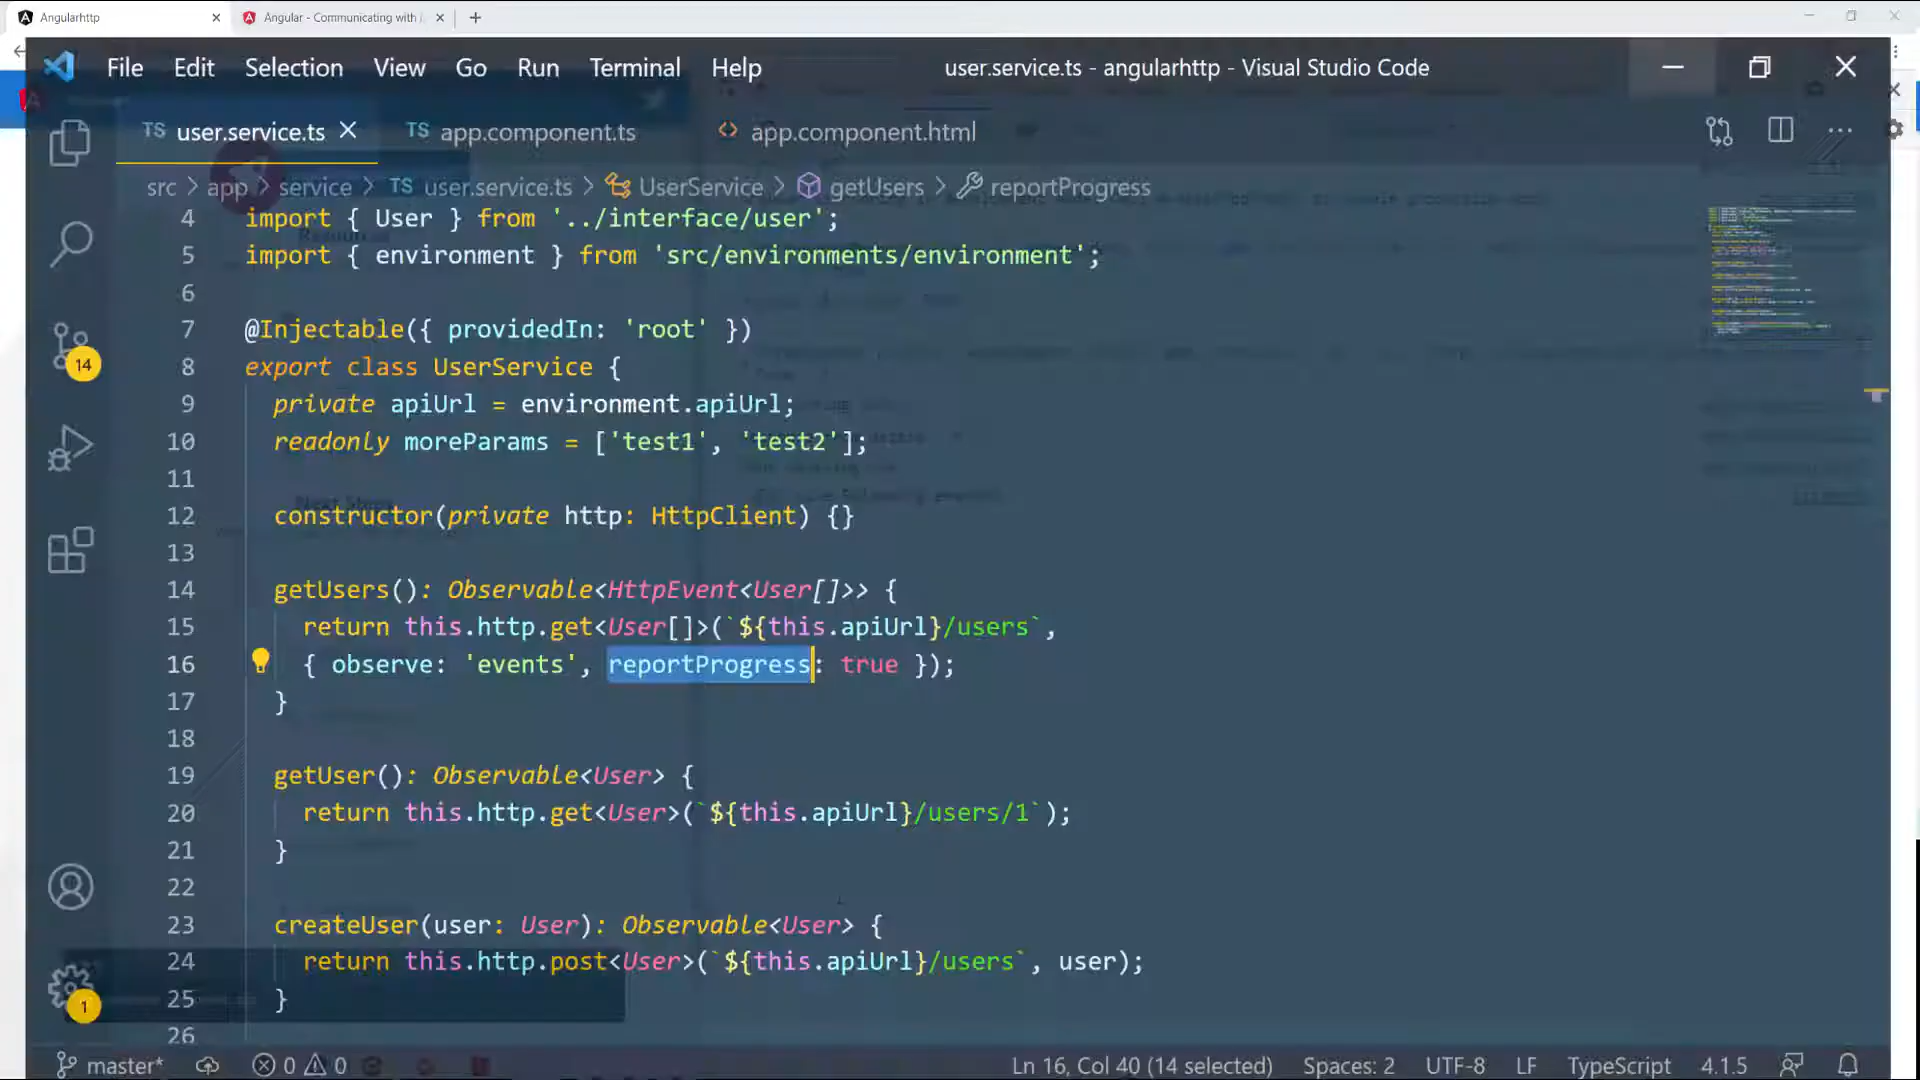 Angularhttp
Angular - Communicating with
File Edit Selection View Go Run Terminal Help
user.service.ts - angularhttp - Visual Studio Code
TS user.service.ts
TS app.component.ts
app.component.html
src > app > service > TS user.service.ts > UserService > getUsers > reportProgress
4 import { User } from '../interface/user';
5 import { environment } from 'src/environments/environment';
6
7 @Injectable({ providedIn: 'root' })
8 export class UserService {
9 private apiUrl = environment.apiUrl;
10 readonly moreParams = ['test1', 'test2'];
11
12 constructor(private http: HttpClient) {}
13
14 getUsers(): Observable<HttpEvent<User[]>> {
15 return this.http.get<User[]>(`${this.apiUrl}/users`,
16 { observe: 'events', reportProgress: true });
17 }
18
19 getUser(): Observable<User> {
20 return this.http.get<User>(`${this.apiUrl}/users/1`);
21 }
22
23 createUser(user: User): Observable<User> {
24 return this.http.post<User>(`${this.apiUrl}/users`, user);
25 }
26
14
1
master* 0 0 Ln 16, Col 40 (14 selected) Spaces: 2 UTF-8 LF TypeScript 4.1.5